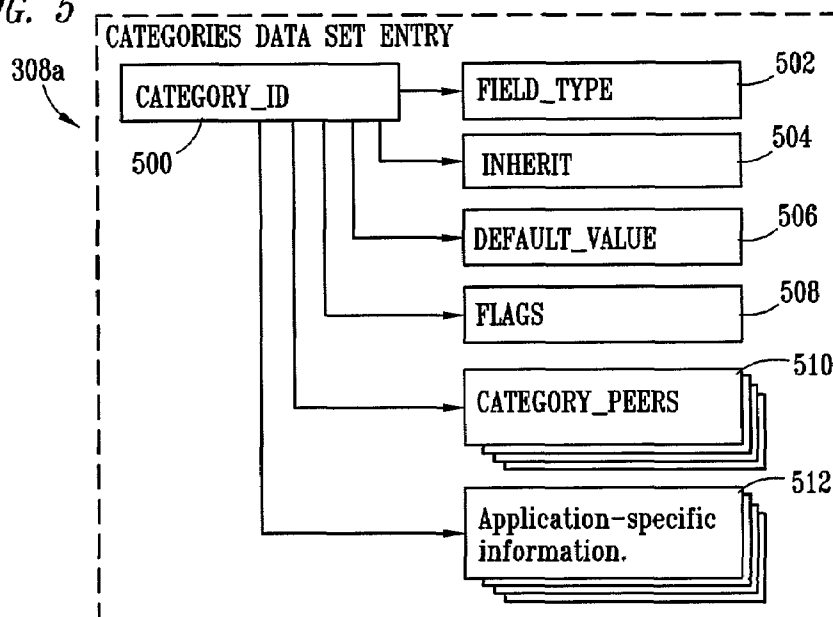 G. 5
CATEGORIES DATA SET ENTRY
308a
CATEGORY_ID
500
FIELD_TYPE
502
INHERIT
504
DEFAULT_VALUE
506
FLAGS
508
CATEGORY_PEERS
510
Application-specific
information.
512